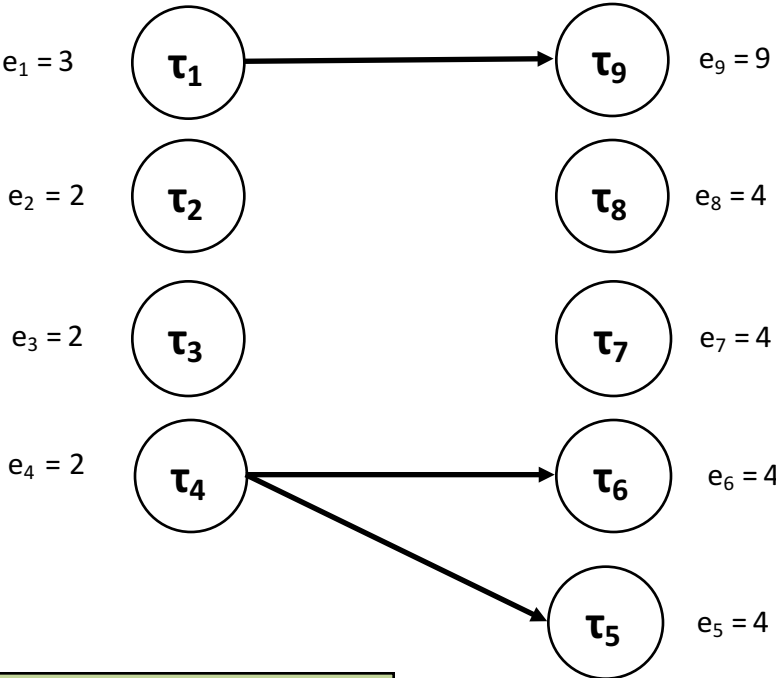 e₁ = 3 τ₁ τ₉ e₉ = 9
e₂ = 2 τ₂ τ₈ e₈ = 4
e₃ = 2 τ₃ τ₇ e₇ = 4
e₄ = 2 τ₄ τ₆ e₆ = 4
τ₅ e₅ = 4